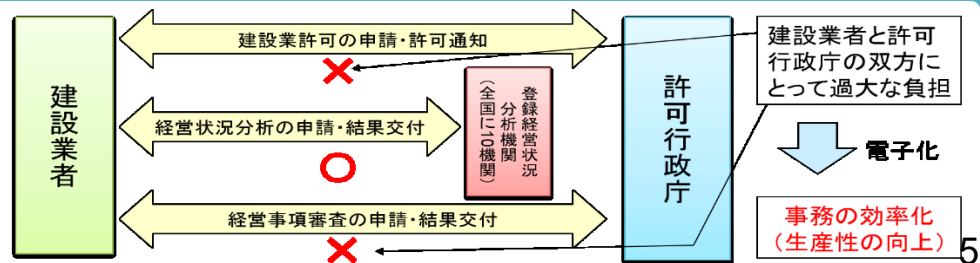 建設業者
建設業許可の申請・許可通知
×
経営状況分析の申請・結果交付
○
登録経営状況
分析機関
(全国に10機関)
経営事項審査の申請・結果交付
×
許可行政庁
建設業者と許可
行政庁の双方に
とって過大な負担
電子化
事務の効率化
(生産性の向上)
5